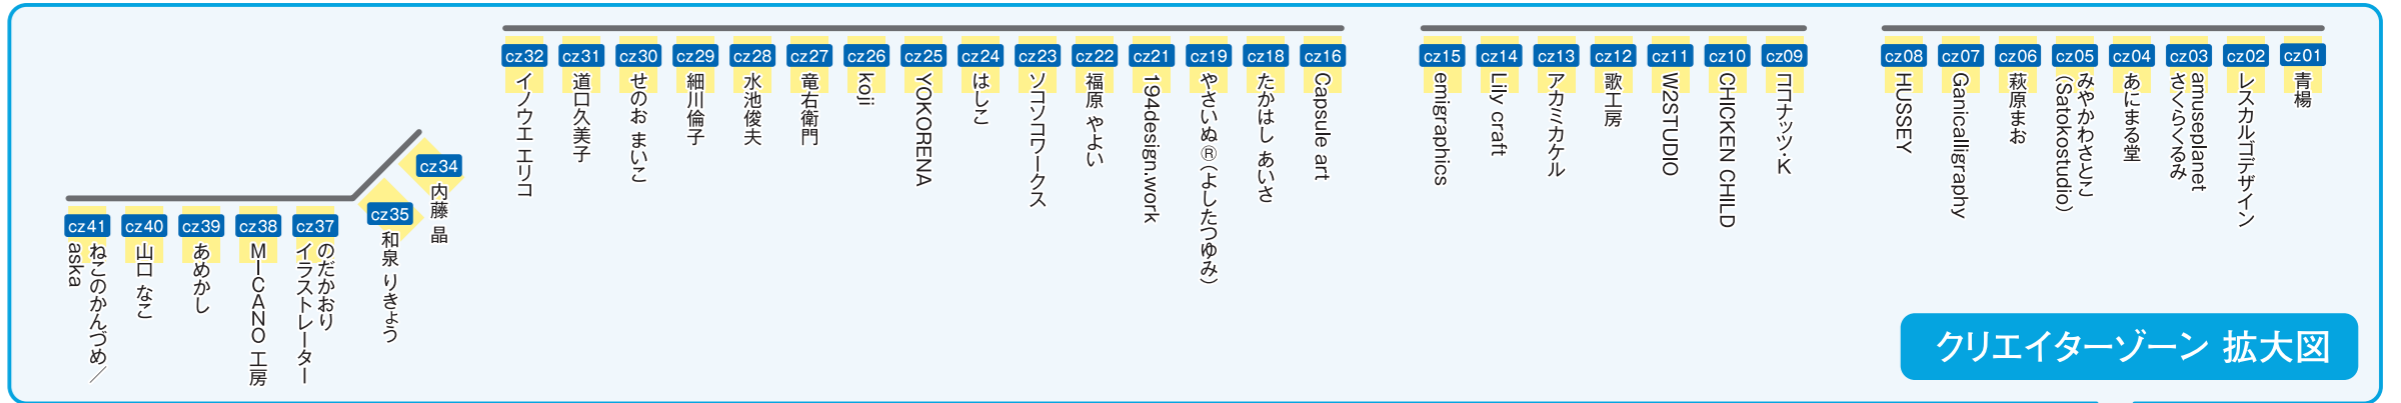 cz32
イノウエ エリコ
cz31
道口久美子
cz30
せのお まいこ
cz29
細川倫子
cz28
水池俊夫
cz27
竜右衛門
cz26
koji
cz25
YOKORENA
cz24
はしこ
cz23
ソコソコワークス
cz22
福原 やよい
cz21
194design.work
cz19
やさいぬ®(よしたつゆみ)
cz18
たかはし あいさ
cz16
Capsule art
cz15
emigraphics
cz14
Lily craft
cz13
アカミカケル
cz12
歌工房
cz11
W2STUDIO
cz10
CHICKEN CHILD
cz09
ココナッツ・K
cz08
HUSSEY
cz07
Ganicalligraphy
cz06
萩原まお
cz05
みやかわさとこ
(Satokostudio)
cz04
あにまる堂
cz03
amuseplanet
さくらくるみ
cz02
レスカルゴデザイン
cz01
青楊
cz34
内藤 晶
cz35
和泉 りきょう
cz37
のだかおり
イラストレーター
cz38
MICANO 工房
cz39
あめかし
cz40
山口 なこ
cz41
ねこのかんづめ/
aska
クリエイターゾーン 拡大図